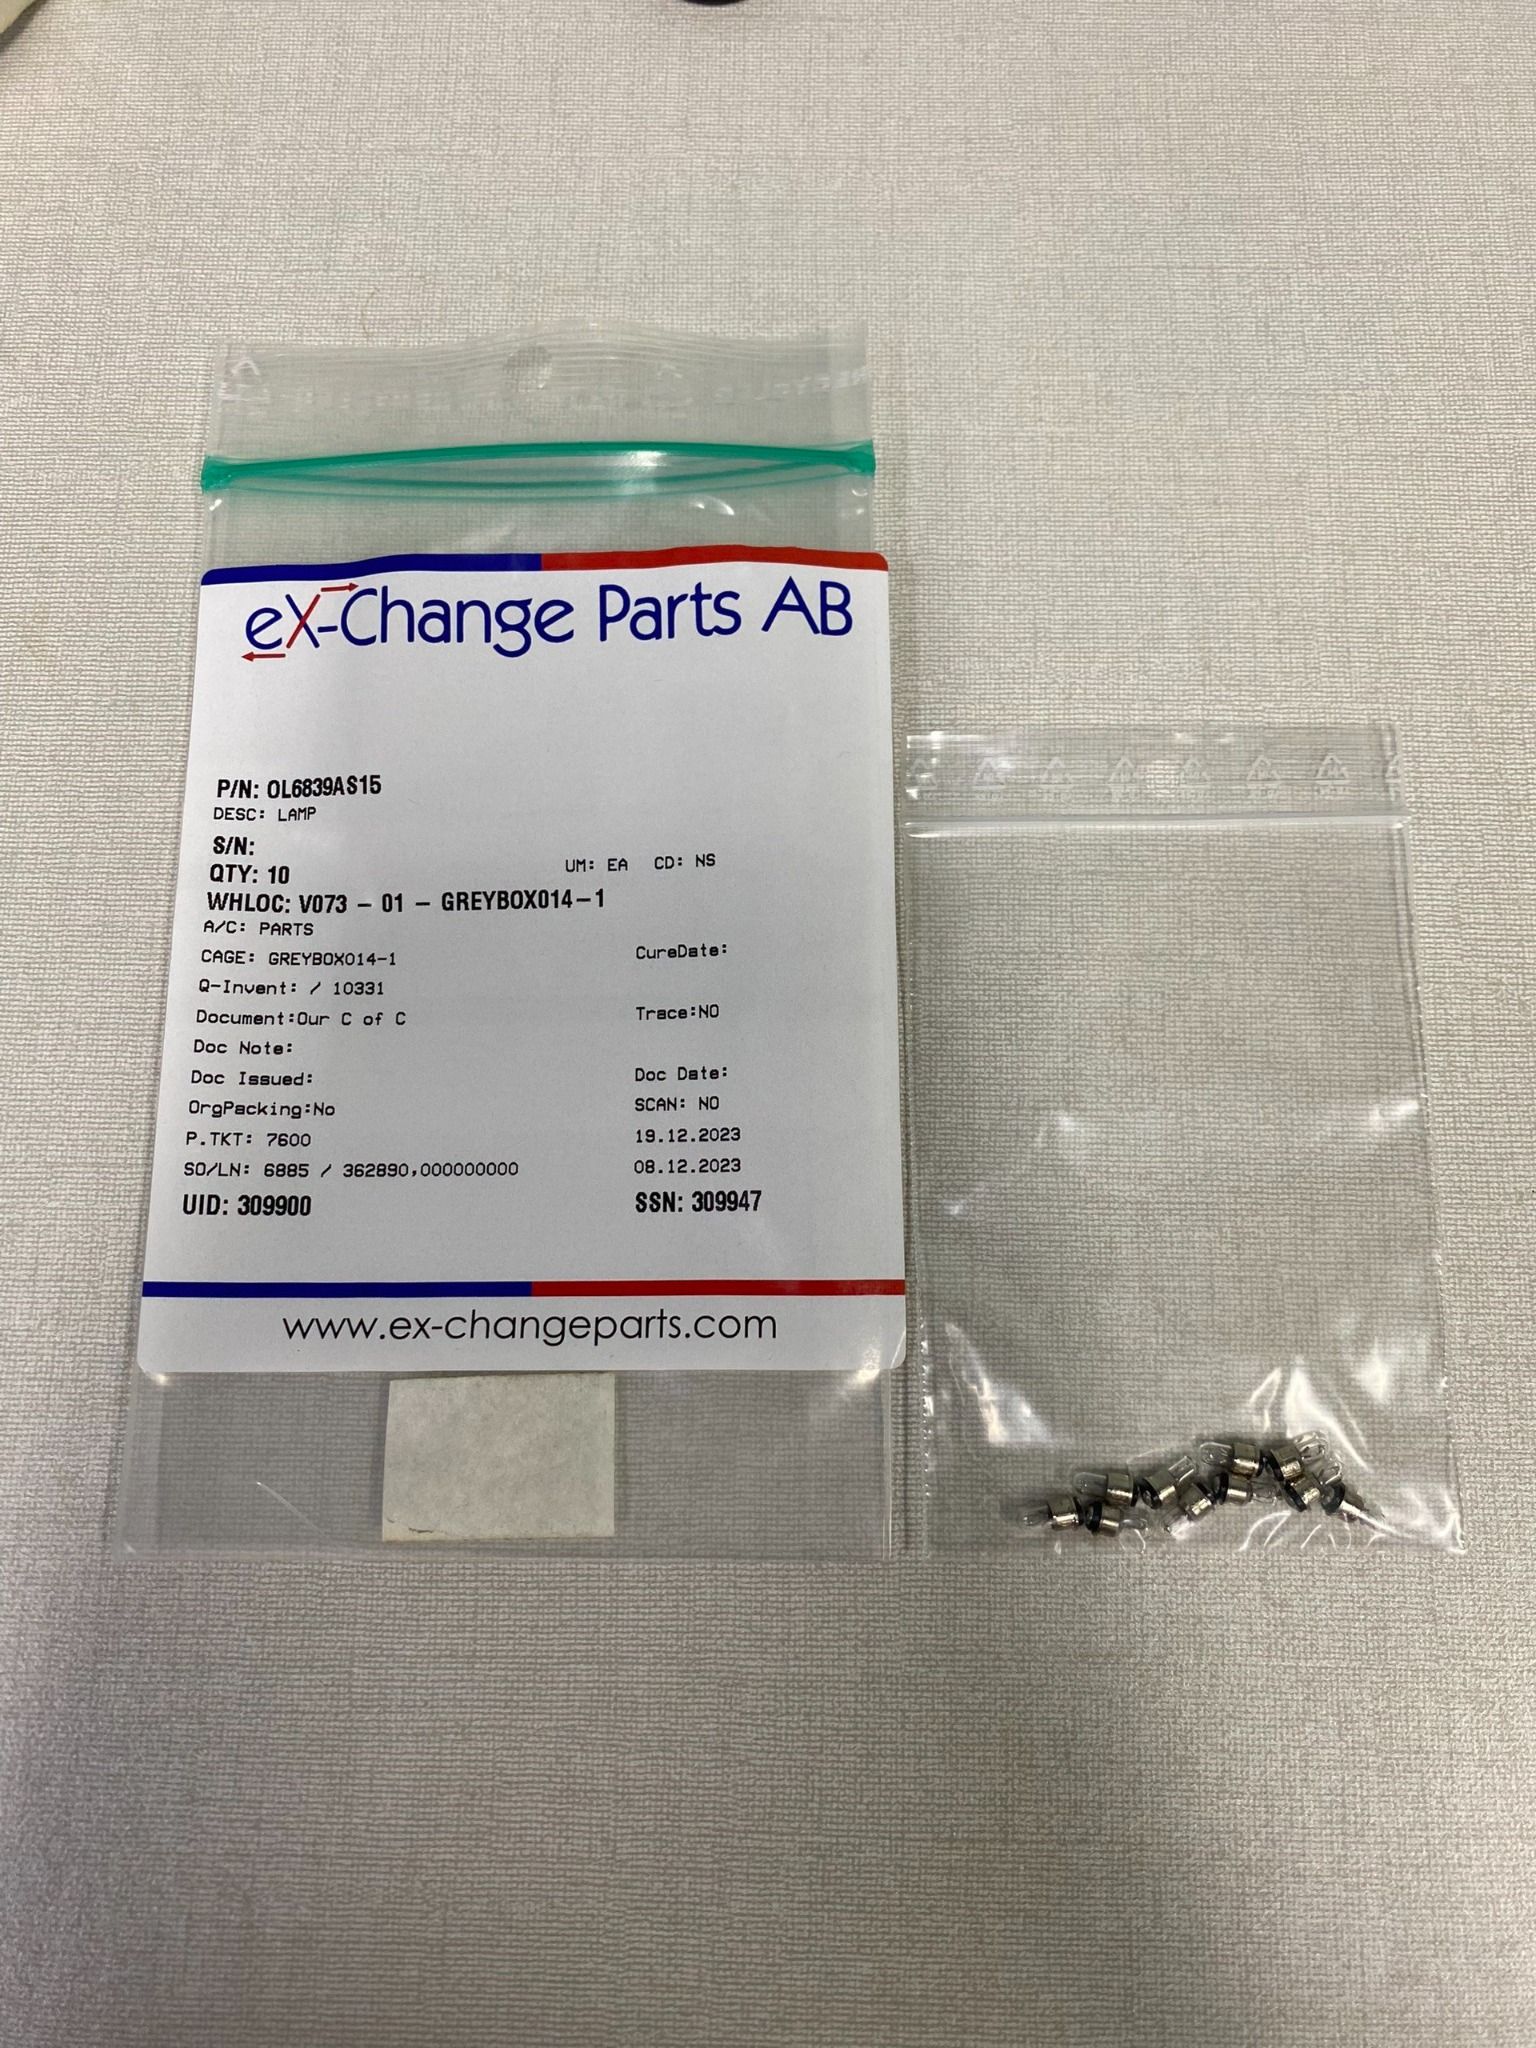 eX-Change Parts AB
P/N: OL6839AS15
DESC: LAMP
S/N:
QTY: 10 UM: EA CD: NS
WHLOC: V073 - 01 - GREYBOX014-1
A/C: PARTS
CAGE: GREYBOX014-1 CureDate:
Q-Invent: / 10331
Document:Our C of C Trace:NO
Doc Note:
Doc Issued: Doc Date:
OrgPacking:No SCAN: NO
P.TKT: 7600 19.12.2023
SO/LN: 6885 / 362890,000000000 08.12.2023
UID: 309900 SSN: 309947
www.ex-changeparts.com